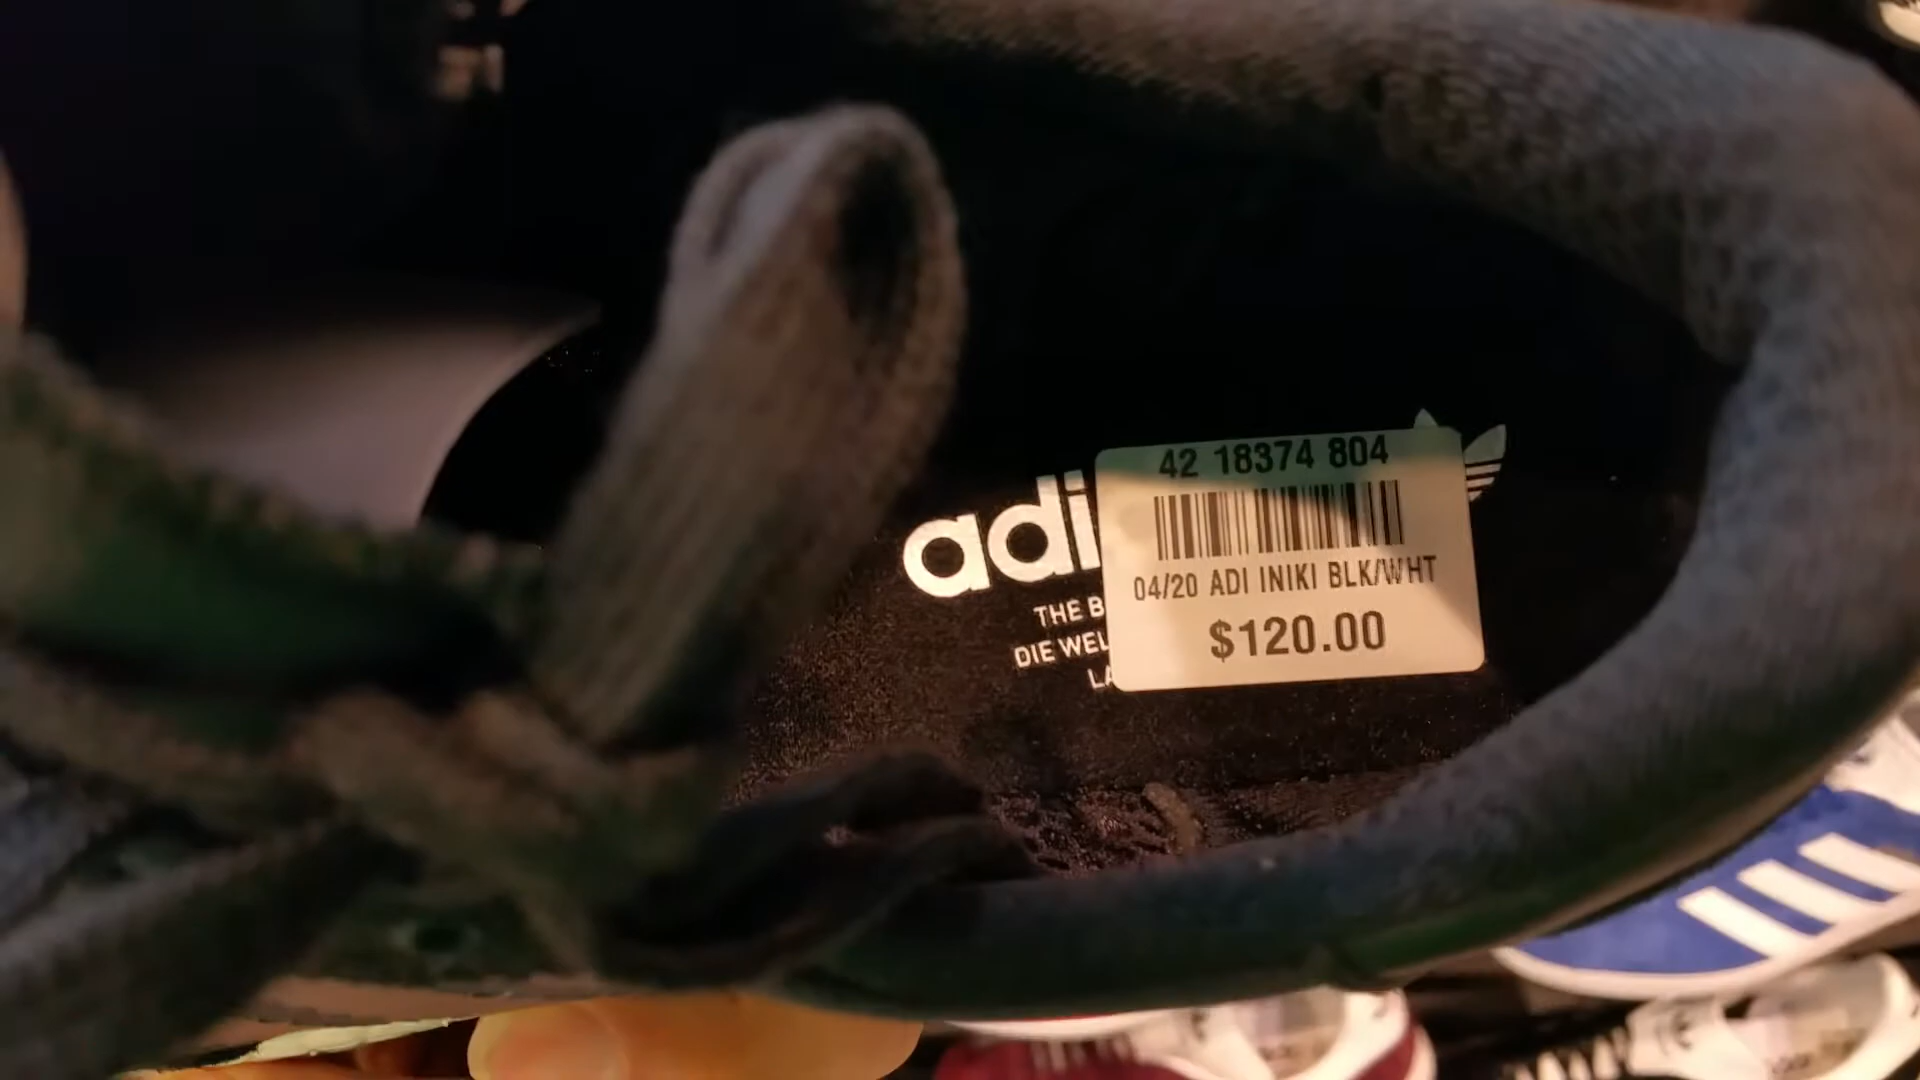 42 18374 804
04/20 ADI INIKI BLK/WHT
$120.00
adi
THE B
DIE WEL
LA